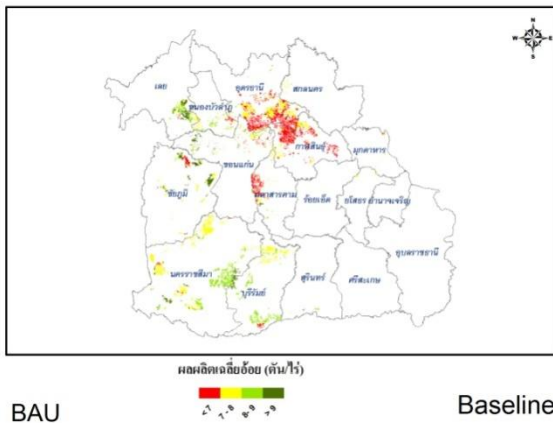 N
W E
S
เลย
หนองบัวลำภู
อุดรธานี
สกลนคร
กาฬสินธุ์
มุกดาหาร
ขอนแก่น
ชัยภูมิ
มหาสารคาม
ร้อยเอ็ด
ยโสธร
อำนาจเจริญ
อุบลราชธานี
นครราชสีมา
บุรีรัมย์
สุรินทร์
ศรีสะเกษ
ผลผลิตเฉลี่ยอ้อย (ตัน/ไร่)
<7
7-8
8-9
>9
BAU
Baseline